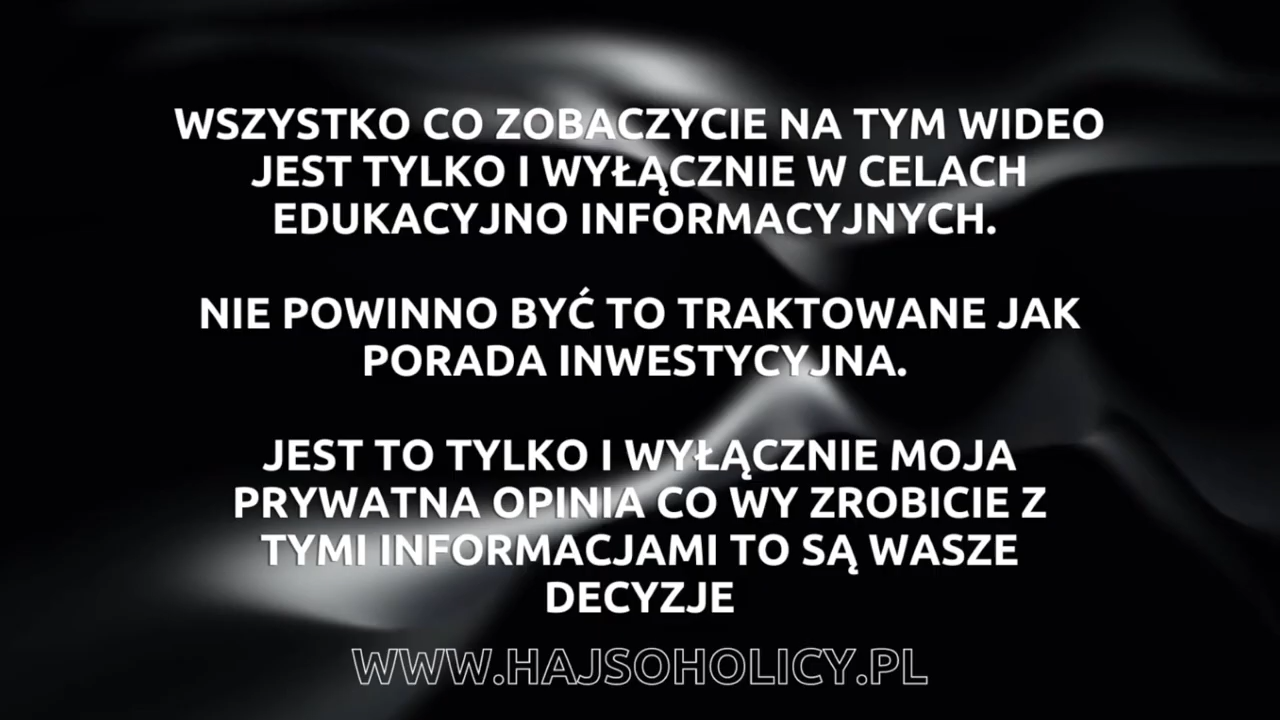 WSZYSTKO CO ZOBACZYCIE NA TYM WIDEO
JEST TYLKO I WYŁĄCZNIE W CELACH
EDUKACYJNO INFORMACYJNYCH.
NIE POWINNO BYĆ TO TRAKTOWANE JAK
PORADA INWESTYCYJNA.
JEST TO TYLKO I WYŁĄCZNIE MOJA
PRYWATNA OPINIA CO WY ZROBICIE Z
TYMI INFORMACJAMI TO SĄ WASZE
DECYZJE
WWW.HAJSOHOLICY.PL